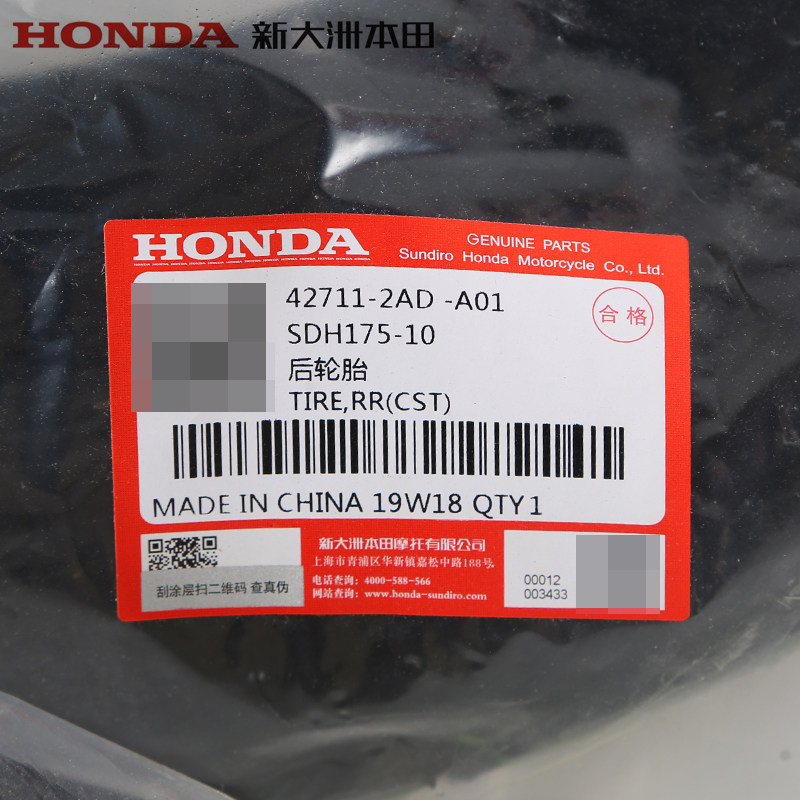 HONDA 新大洲本田
HONDA
GENUINE PARTS
Sundiro Honda Motorcycle Co., Ltd.
42711-2AD -A01
SDH175-10
合格
后轮胎
TIRE,RR(CST)
MADE IN CHINA 19W18 QTY 1
刮涂层扫二维码 查真伪
新大洲本田摩托有限公司
上海市青浦区华新镇嘉松中路188号
电话查询：4000-588-566
网站查询：www.honda-sundiro.com
00012
003433